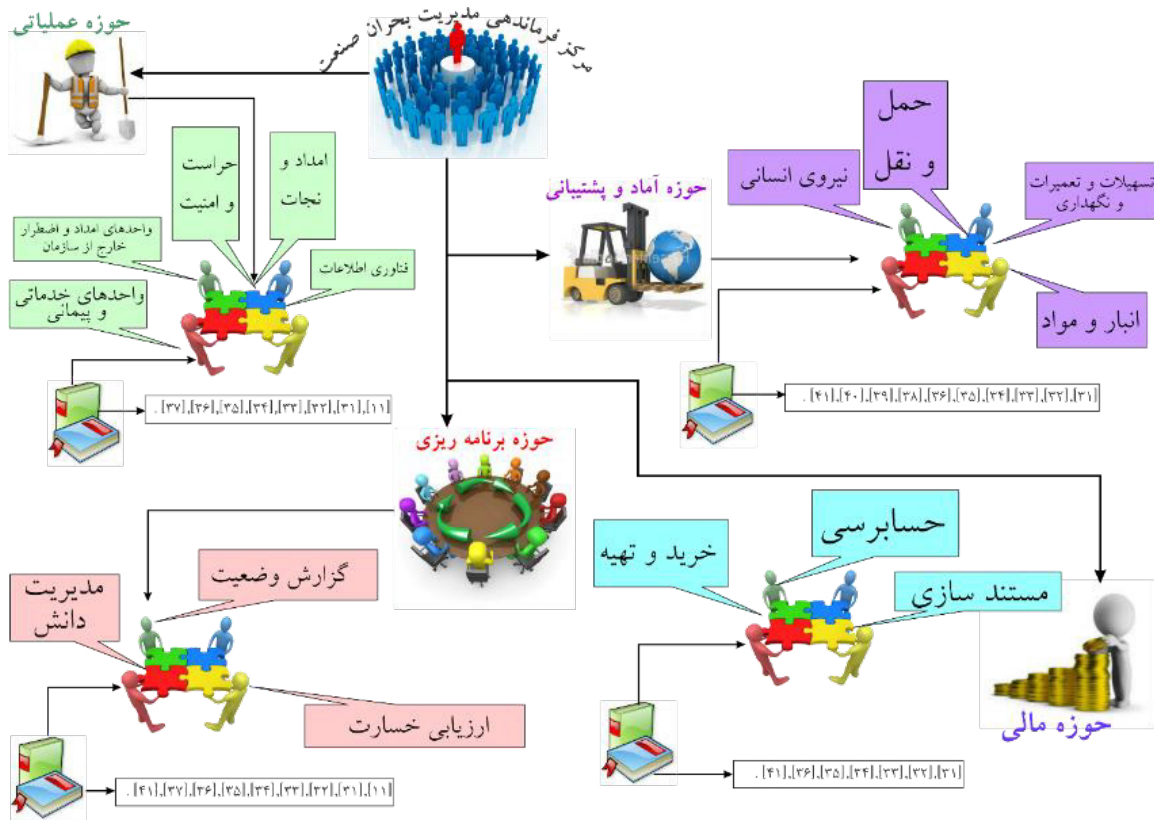 مرکز فرماندهی مدیریت بحران صنعت
حوزه عملیاتی
امداد و
نجات
حراست
و امنیت
واحدهای امداد و اضطرار
خارج از سازمان
فناوری اطلاعات
واحدهای خدماتی
و پیمانی
[۱۱],[۳۱],[۳۲],[۳۳],[۳۴],[۳۵],[۳۶],[۳۷] .
حوزه آماد و پشتیبانی
حمل
و نقل
نیروی انسانی
تسهیلات و تعمیرات
و نگهداری
انبار و مواد
[۳۱],[۳۲],[۳۳],[۳۴],[۳۵],[۳۶],[۳۸],[۳۹],[۴۰],[۴۱] .
حوزه برنامه ریزی
گزارش وضعیت
مدیریت
دانش
ارزیابی خسارت
[۱۱],[۳۱],[۳۲],[۳۳],[۳۴],[۳۵],[۳۶],[۳۷],[۴۱] .
حسابرسی
خرید و تهیه
مستند سازی
حوزه مالی
[۳۱],[۳۲],[۳۳],[۳۴],[۳۵],[۳۶],[۴۱] .